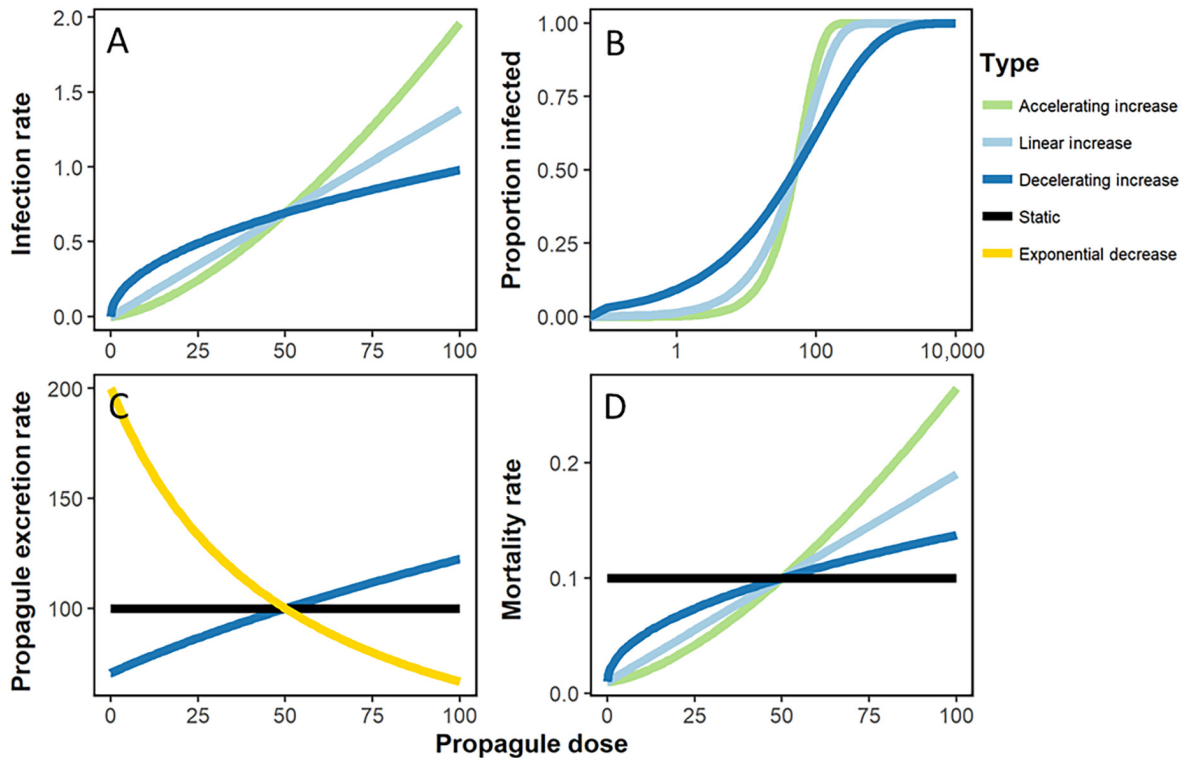 A
Infection rate
2.0
1.5
1.0
0.5
0.0
0 25 50 75 100
B
Proportion infected
1.00
0.75
0.50
0.25
0.00
1 100 10,000
Type
Accelerating increase
Linear increase
Decelerating increase
Static
Exponential decrease
C
Propagule excretion rate
200
150
100
0 25 50 75 100
D
Mortality rate
0.2
0.1
0.0
0 25 50 75 100
Propagule dose